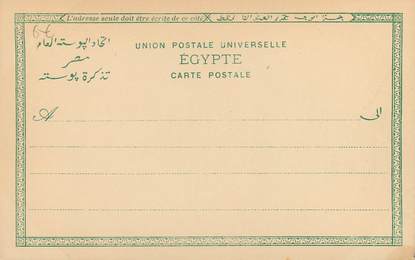 L'adresse seule doit être écrite de ce côté
UNION POSTALE UNIVERSELLE
اتحاد البوستة العام
ÉGYPTE
مصر
CARTE POSTALE
تذكرة بوسته
A
الى